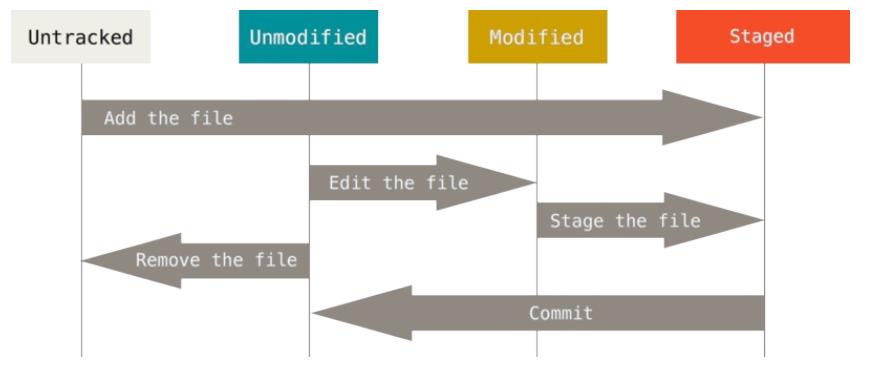 Untracked
Unmodified
Modified
Staged
Add the file
Edit the file
Stage the file
Remove the file
Commit